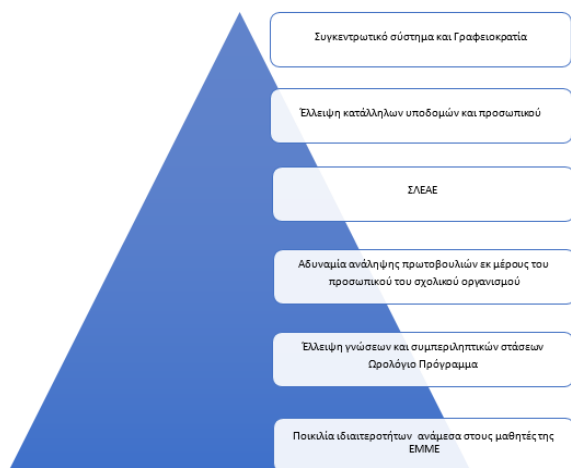 Συγκεντρωτικό σύστημα και Γραφειοκρατία
Έλλειψη κατάλληλων υποδομών και προσωπικού
ΣΛΕΑΕ
Αδυναμία ανάληψης πρωτοβουλιών εκ μέρους του
προσωπικού του σχολικού οργανισμού
Έλλειψη γνώσεων και συμπεριληπτικών στάσεων
Ωρολόγιο Πρόγραμμα
Ποικιλία ιδιαιτεροτήτων ανάμεσα στους μαθητές της
ΕΜΜΕ